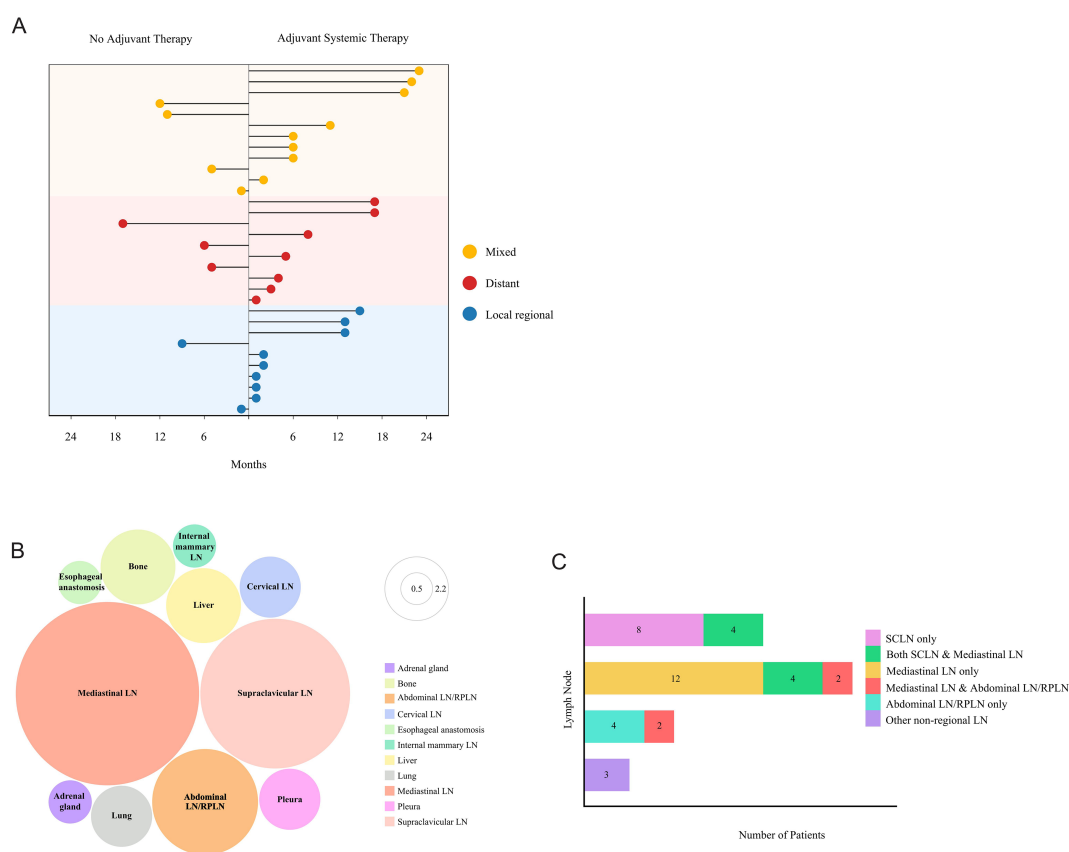 A
No Adjuvant Therapy
Adjuvant Systemic Therapy
Mixed
Distant
Local regional
24 18 12 6 6 12 18 24
Months
B
Internal
mammary
LN
Bone
Esophageal
anastomosis
Liver
Cervical LN
Mediastinal LN
Supraclavicular LN
Adrenal
gland
Lung
Abdominal
LN/RPLN
Pleura
0.5 2.2
Adrenal gland
Bone
Abdominal LN/RPLN
Cervical LN
Esophageal anastomosis
Internal mammary LN
Liver
Lung
Mediastinal LN
Pleura
Supraclavicular LN
C
Lymph Node
8 4
12 4 2
4 2
3
Number of Patients
SCLN only
Both SCLN & Mediastinal LN
Mediastinal LN only
Mediastinal LN & Abdominal LN/RPLN
Abdominal LN/RPLN only
Other non-regional LN